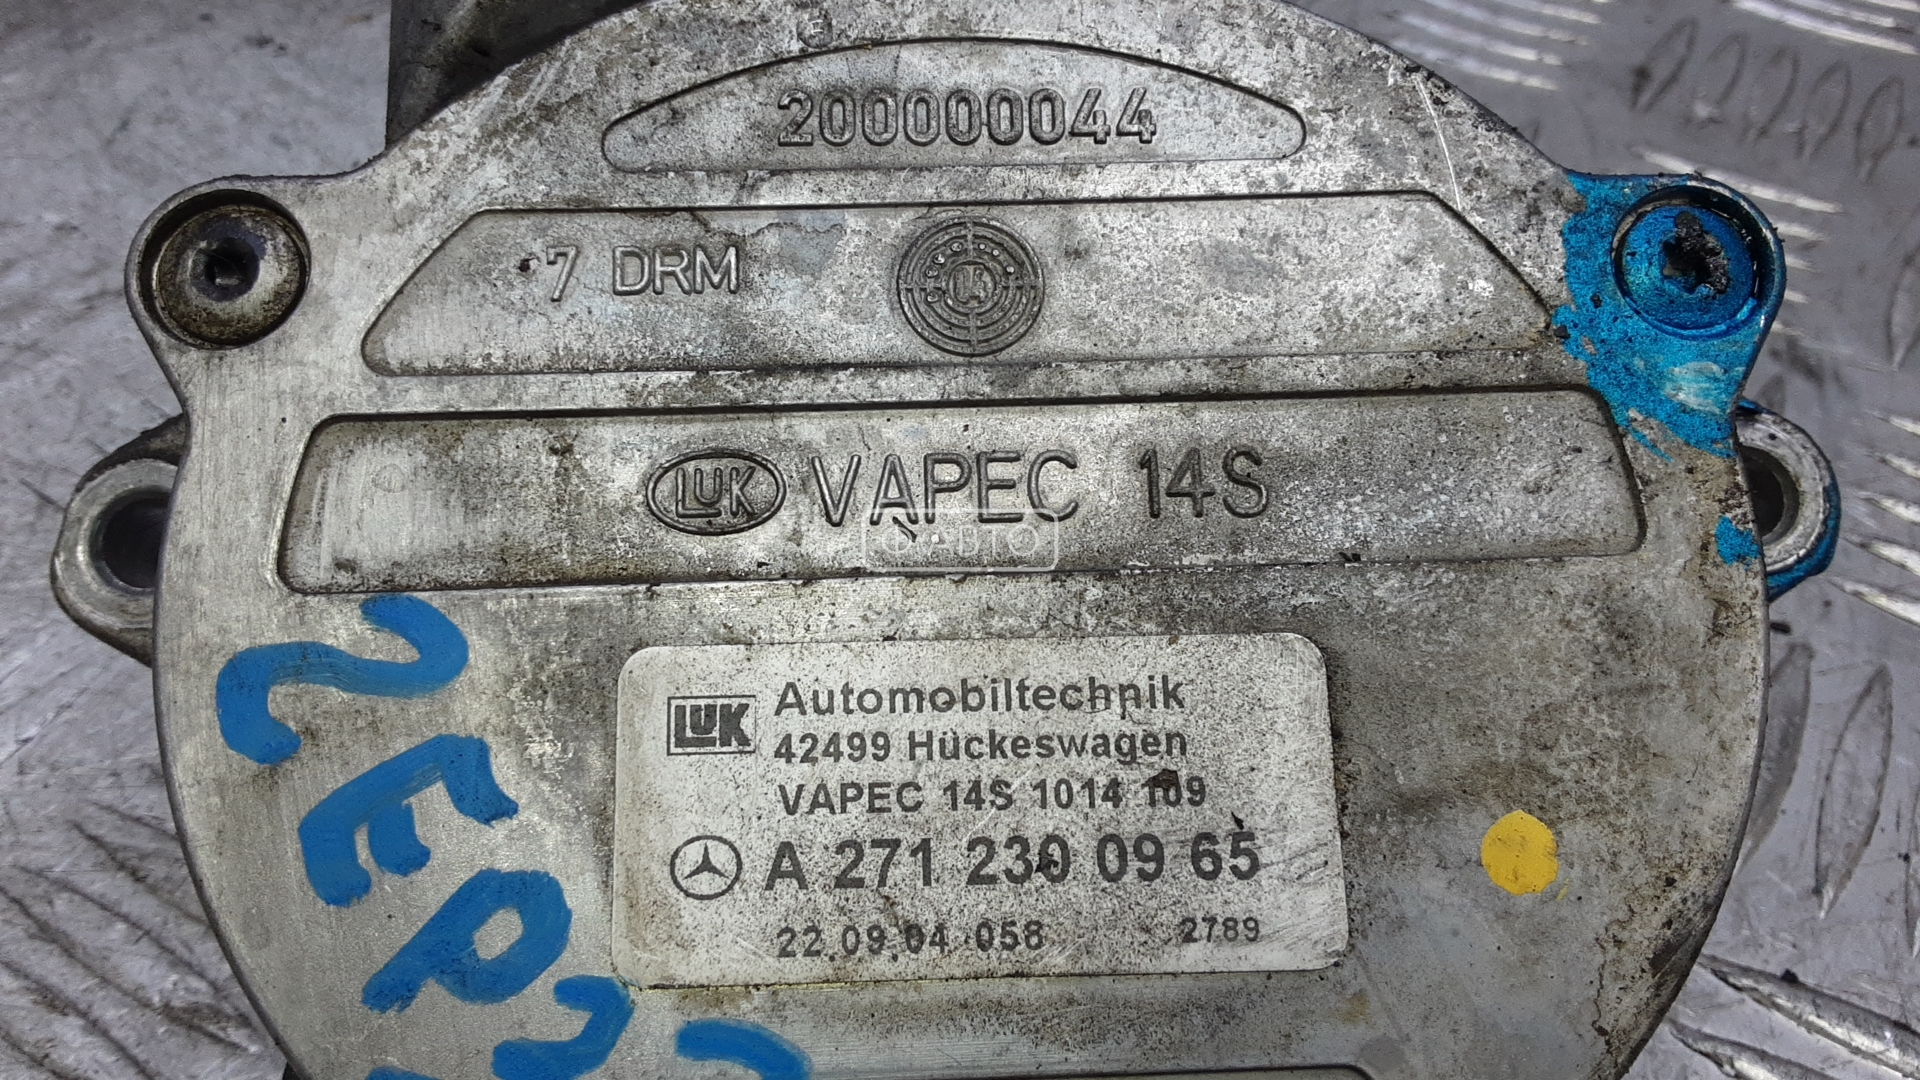 200000044
7 DRM
LUK VAPEC 14S
LUK Automobiltechnik
42499 Hückeswagen
VAPEC 14S 1014 109
A 271 230 09 65
22.09.04 058 2789